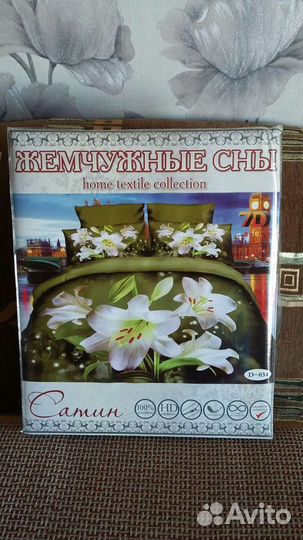 ЖЕМЧУЖНЫЕ СНЫ
home textile collection
7D
D-034
Сатин
100%
HD
Avito